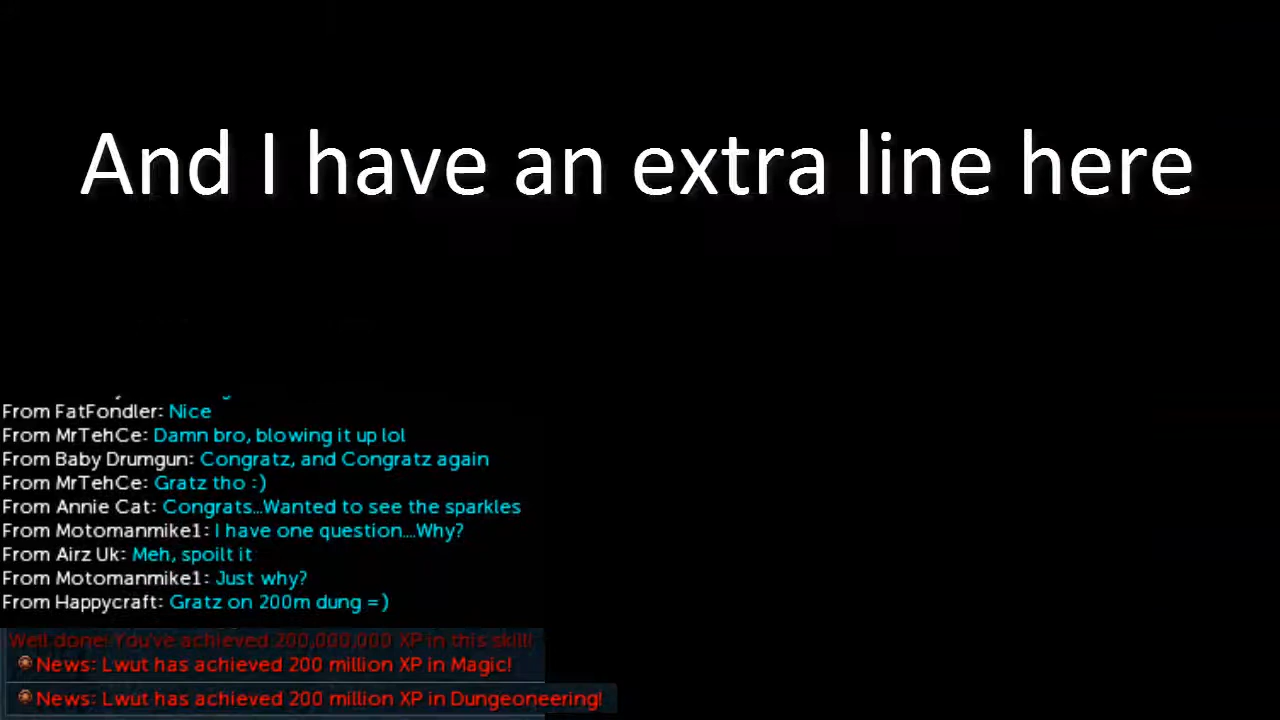 And I have an extra line here
From FatFondler: Nice
From MrTehCe: Damn bro, blowing it up lol
From Baby Drumgun: Congratz, and Congratz again
From MrTehCe: Gratz tho :)
From Annie Cat: Congrats...Wanted to see the sparkles
From Motomanmike1: I have one question....Why?
From Airz Uk: Meh, spoilt it
From Motomanmike1: Just why?
From Happycraft: Gratz on 200m dung =)
Well done! You've achieved 200,000,000 XP in this skill!
News: Lwut has achieved 200 million XP in Magic!
News: Lwut has achieved 200 million XP in Dungeoneering!